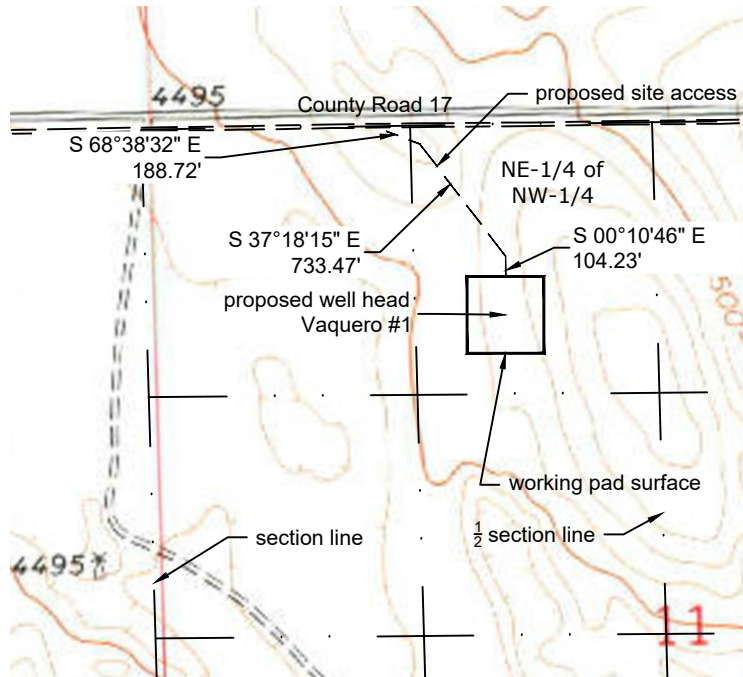 4495
County Road 17
proposed site access
S 68°38'32" E
188.72'
NE-1/4 of
NW-1/4
S 37°18'15" E
733.47'
S 00°10'46" E
104.23'
500
proposed well head
Vaquero #1
working pad surface
section line
1/2 section line
4495
11